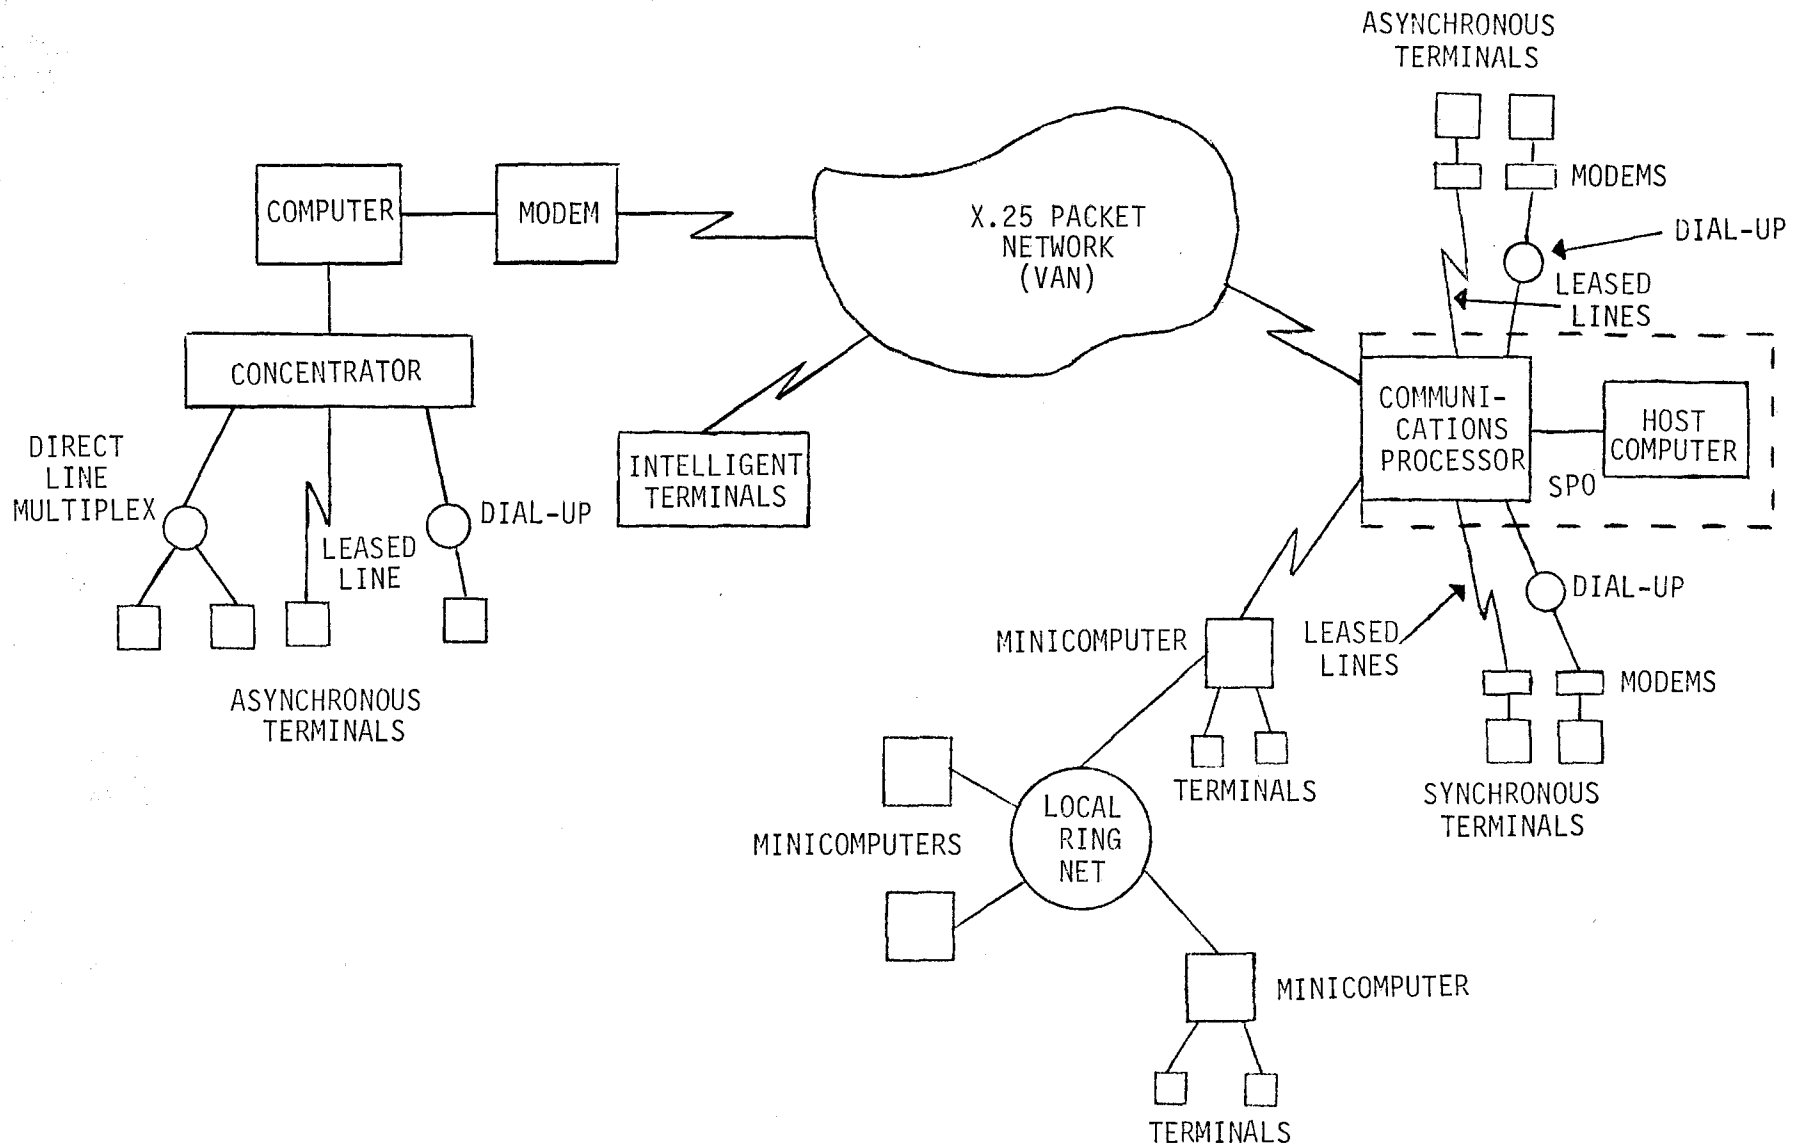 ASYNCHRONOUS
TERMINALS
MODEMS
DIAL-UP
LEASED
LINES
COMPUTER
MODEM
X.25 PACKET
NETWORK
(VAN)
CONCENTRATOR
DIRECT
LINE
MULTIPLEX
LEASED
LINE
DIAL-UP
ASYNCHRONOUS
TERMINALS
INTELLIGENT
TERMINALS
COMMUNI-
CATIONS
PROCESSOR
SPO
HOST
COMPUTER
DIAL-UP
LEASED
LINES
MODEMS
SYNCHRONOUS
TERMINALS
MINICOMPUTER
TERMINALS
LOCAL
RING
NET
MINICOMPUTERS
MINICOMPUTER
TERMINALS